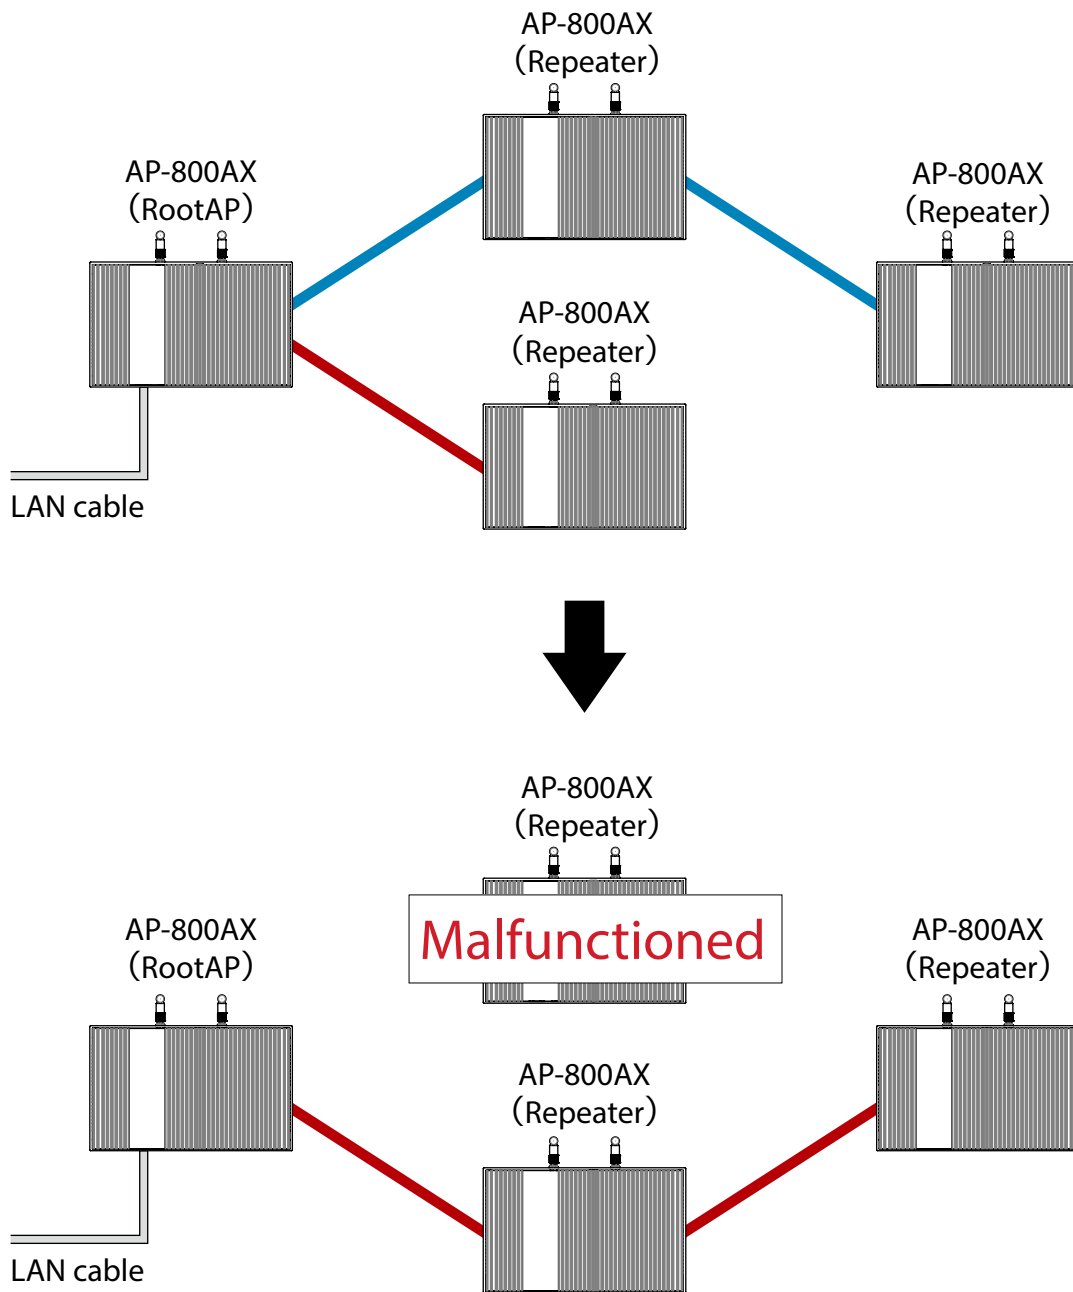 AP-800AX
(Repeater)
AP-800AX
(RootAP)
AP-800AX
(Repeater)
AP-800AX
(Repeater)
LAN cable
AP-800AX
(Repeater)
Malfunctioned
AP-800AX
(RootAP)
AP-800AX
(Repeater)
AP-800AX
(Repeater)
LAN cable